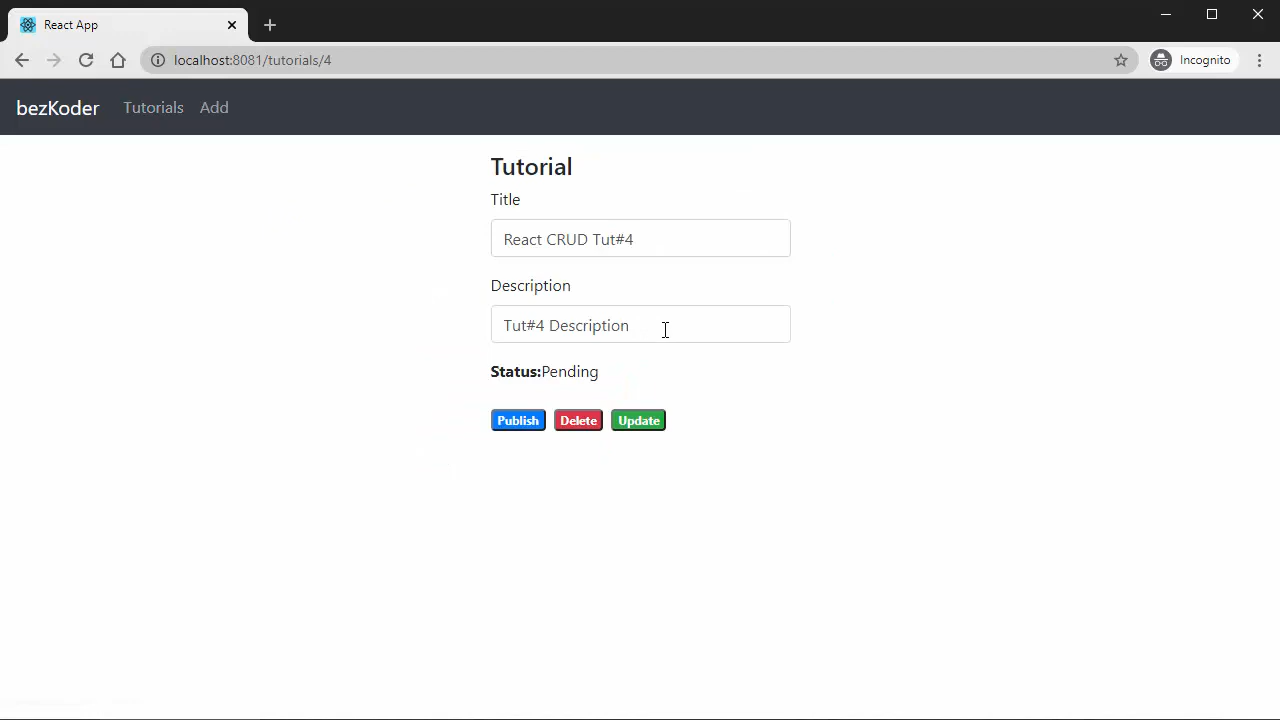 React App
localhost:8081/tutorials/4
Incognito
bezKoder Tutorials Add
Tutorial
Title
React CRUD Tut#4
Description
Tut#4 Description
Status:Pending
Publish Delete Update